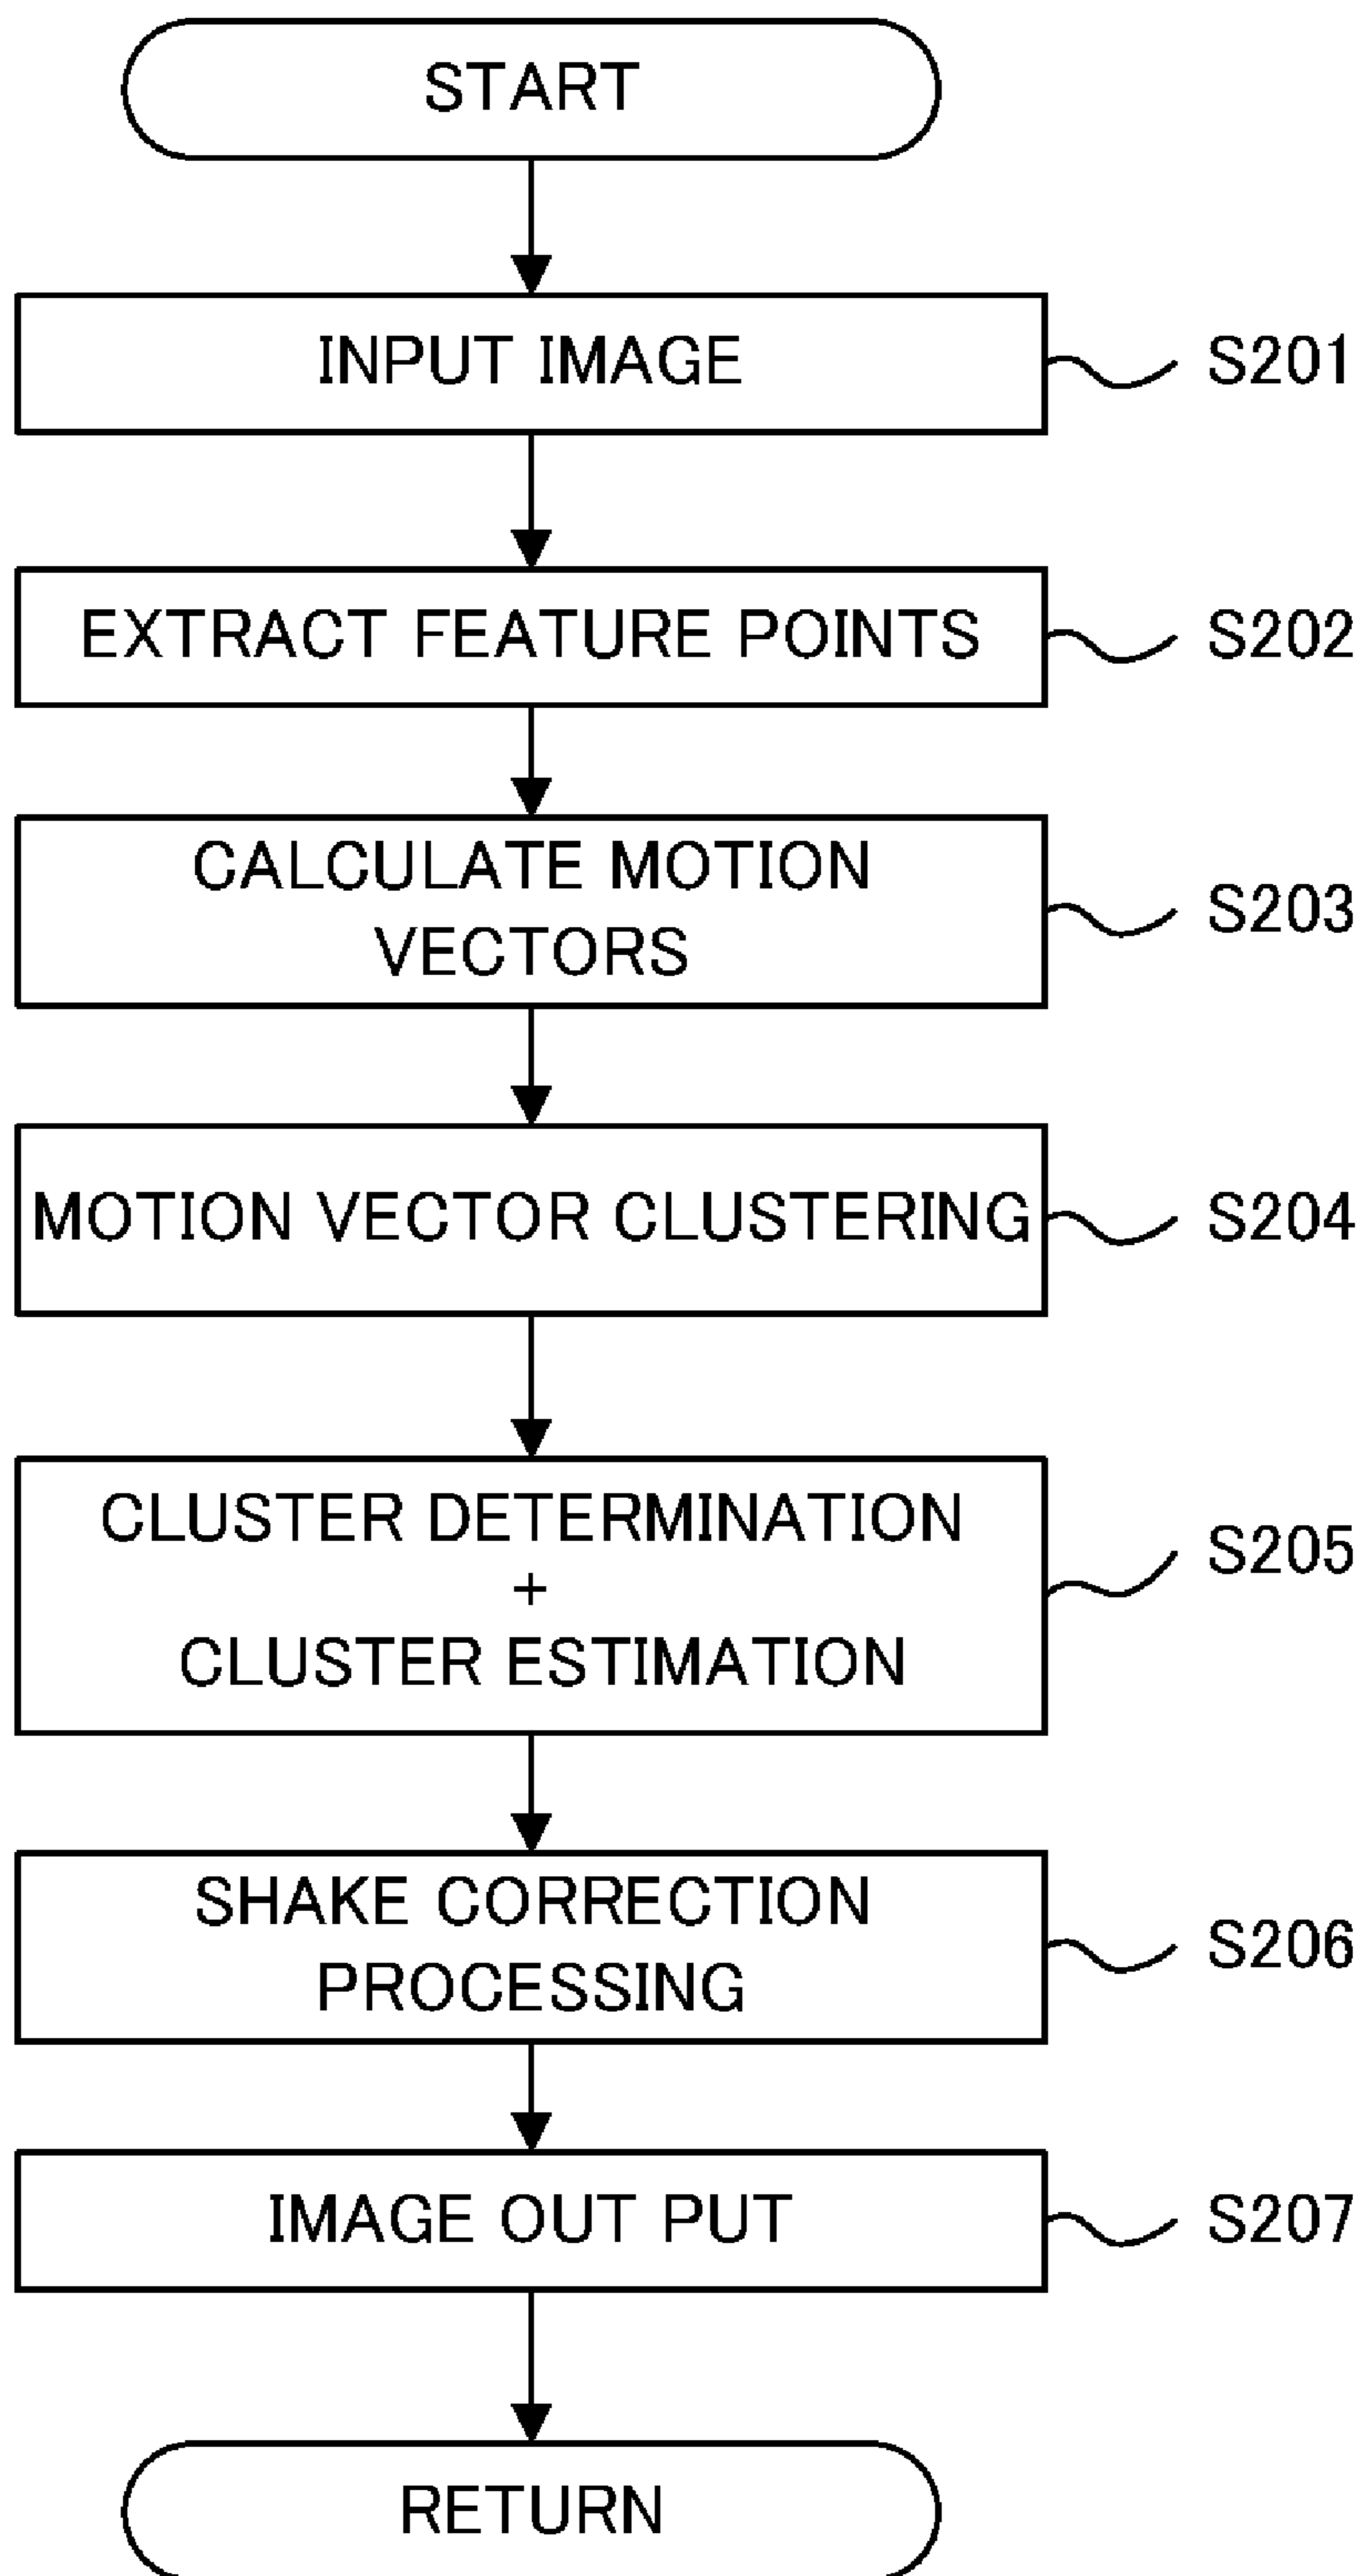 START
INPUT IMAGE
S201
EXTRACT FEATURE POINTS
S202
CALCULATE MOTION
VECTORS
S203
MOTION VECTOR CLUSTERING
S204
CLUSTER DETERMINATION
+
CLUSTER ESTIMATION
S205
SHAKE CORRECTION
PROCESSING
S206
IMAGE OUT PUT
S207
RETURN